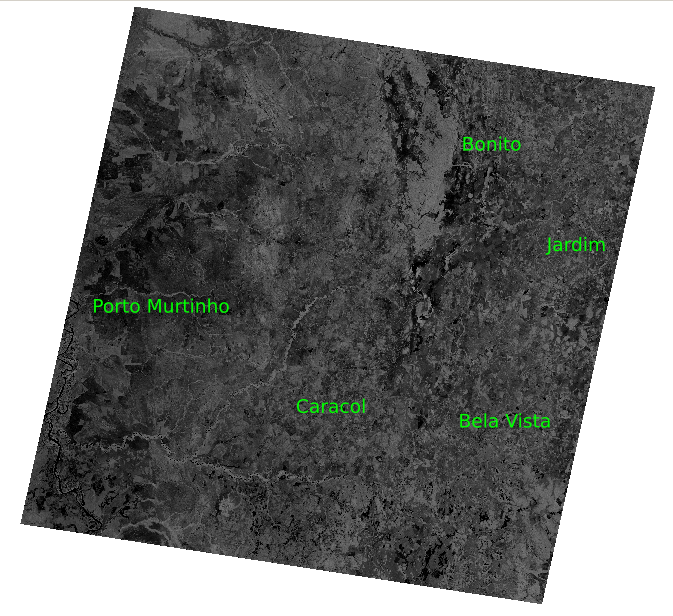 Bonito
Jardim
Porto Murtinho
Caracol
Bela Vista